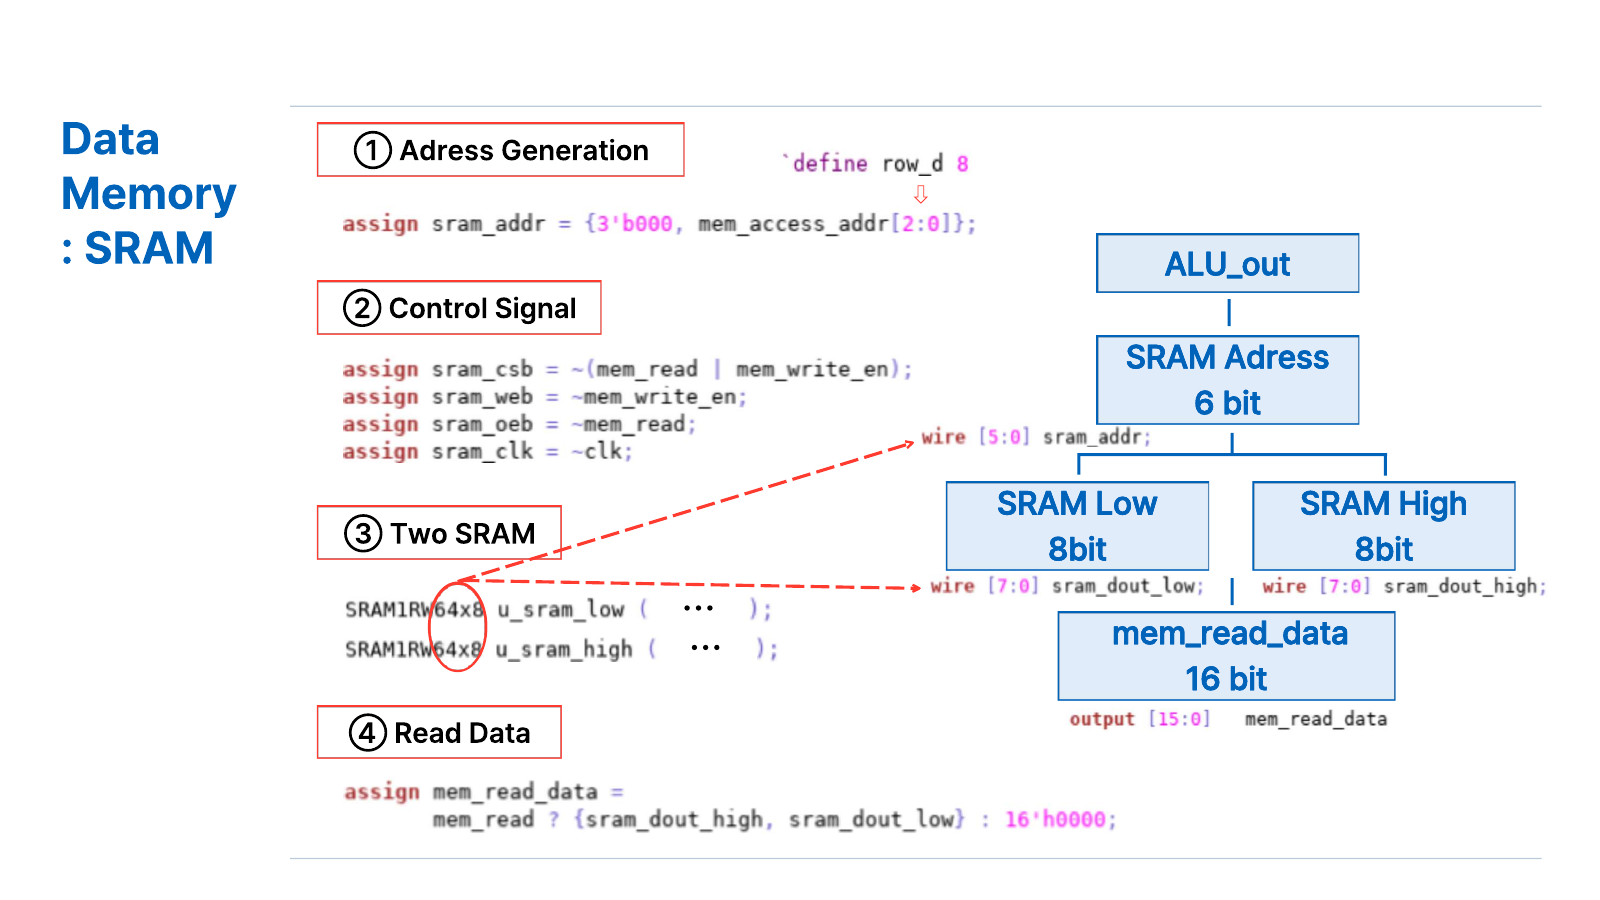 Data
Memory
: SRAM
① Adress Generation
`define row_d 8
assign sram_addr = {3'b000, mem_access_addr[2:0]};
② Control Signal
assign sram_csb = ~(mem_read | mem_write_en);
assign sram_web = ~mem_write_en;
assign sram_oeb = ~mem_read;
assign sram_clk = ~clk;
③ Two SRAM
SRAM1RW64x8 u_sram_low ( ... );
SRAM1RW64x8 u_sram_high ( ... );
④ Read Data
assign mem_read_data =
mem_read ? {sram_dout_high, sram_dout_low} : 16'h0000;
ALU_out
SRAM Adress
6 bit
wire [5:0] sram_addr;
SRAM Low
8bit
SRAM High
8bit
wire [7:0] sram_dout_low;
wire [7:0] sram_dout_high;
mem_read_data
16 bit
output [15:0] mem_read_data